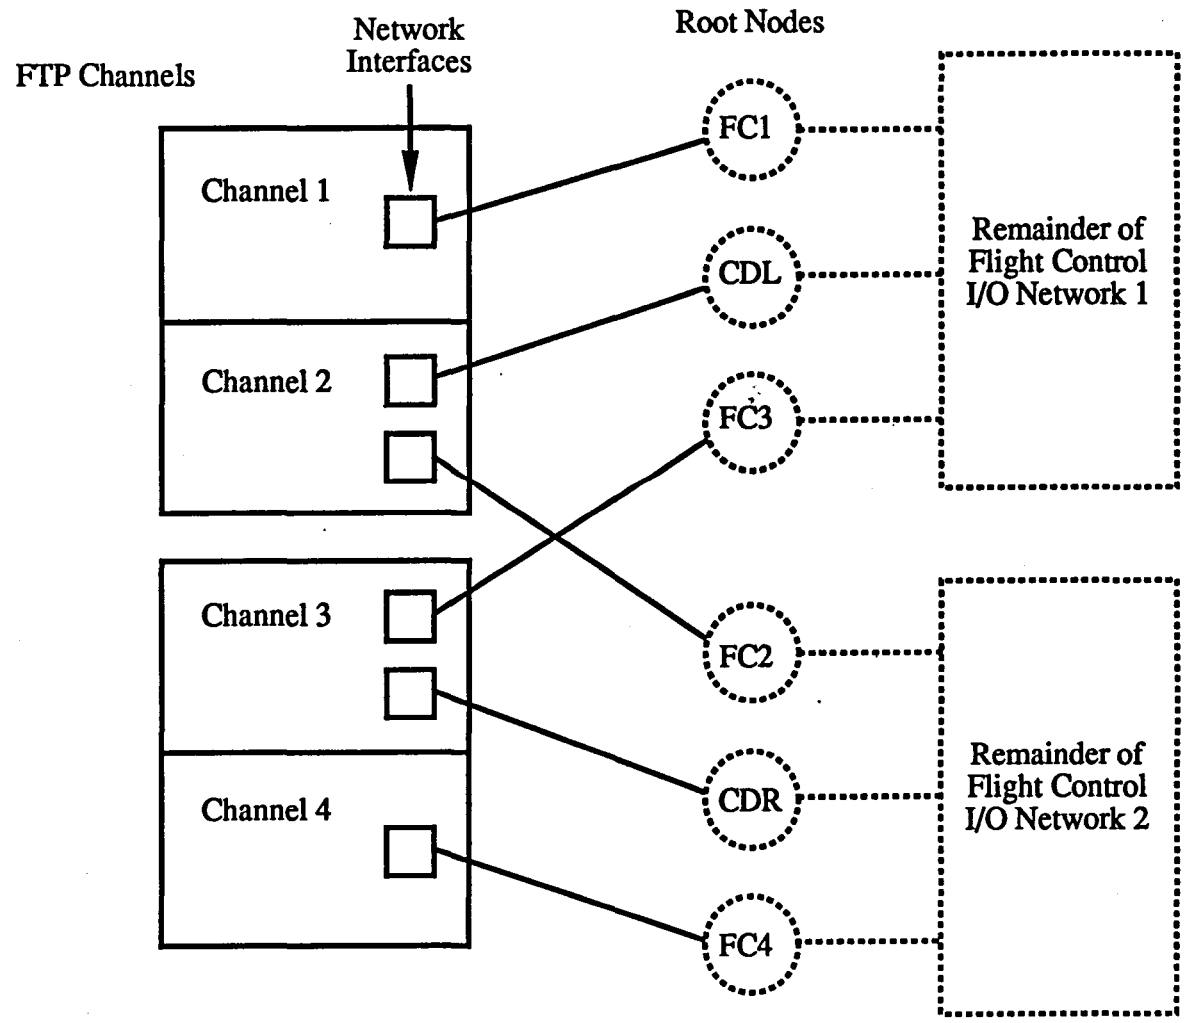 Root Nodes
Network
Interfaces
FTP Channels
FC1
Channel 1
Remainder of
Flight Control
I/O Network 1
CDL
Channel 2
FC3
Channel 3
FC2
Remainder of
Flight Control
I/O Network 2
CDR
Channel 4
FC4